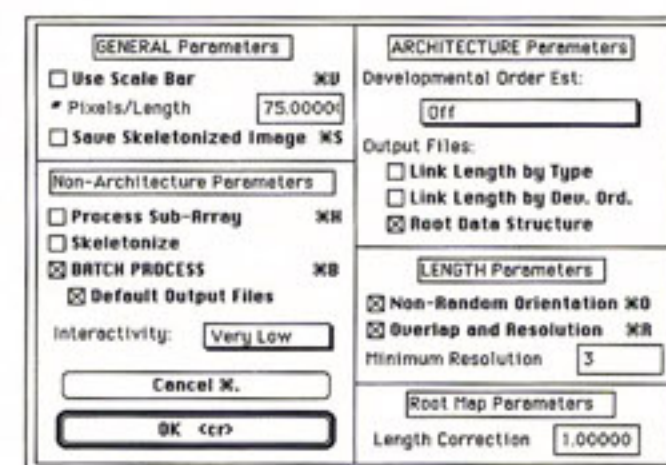 GENERAL Parameters
Use Scale Bar ⌘U
# Pixels/Length 75.0000
Save Skeletonized Image ⌘S
Non-Architecture Parameters
Process Sub-Array ⌘H
Skeletonize
BATCH PROCESS ⌘B
Default Output Files
Interactivity: Very Low
Cancel ⌘.
OK <cr>
ARCHITECTURE Parameters
Developmental Order Est:
Off
Output Files:
Link Length by Type
Link Length by Dev. Ord.
Root Data Structure
LENGTH Parameters
Non-Random Orientation ⌘O
Overlap and Resolution ⌘R
Minimum Resolution 3
Root Map Parameters
Length Correction 1.00000